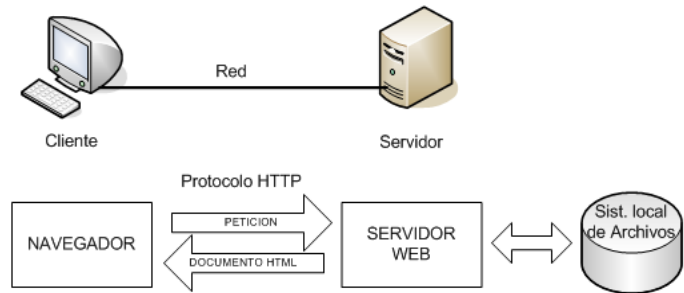 Red
Cliente
Servidor
Protocolo HTTP
PETICION
DOCUMENTO HTML
NAVEGADOR
SERVIDOR
WEB
Sist. local
de Archivos